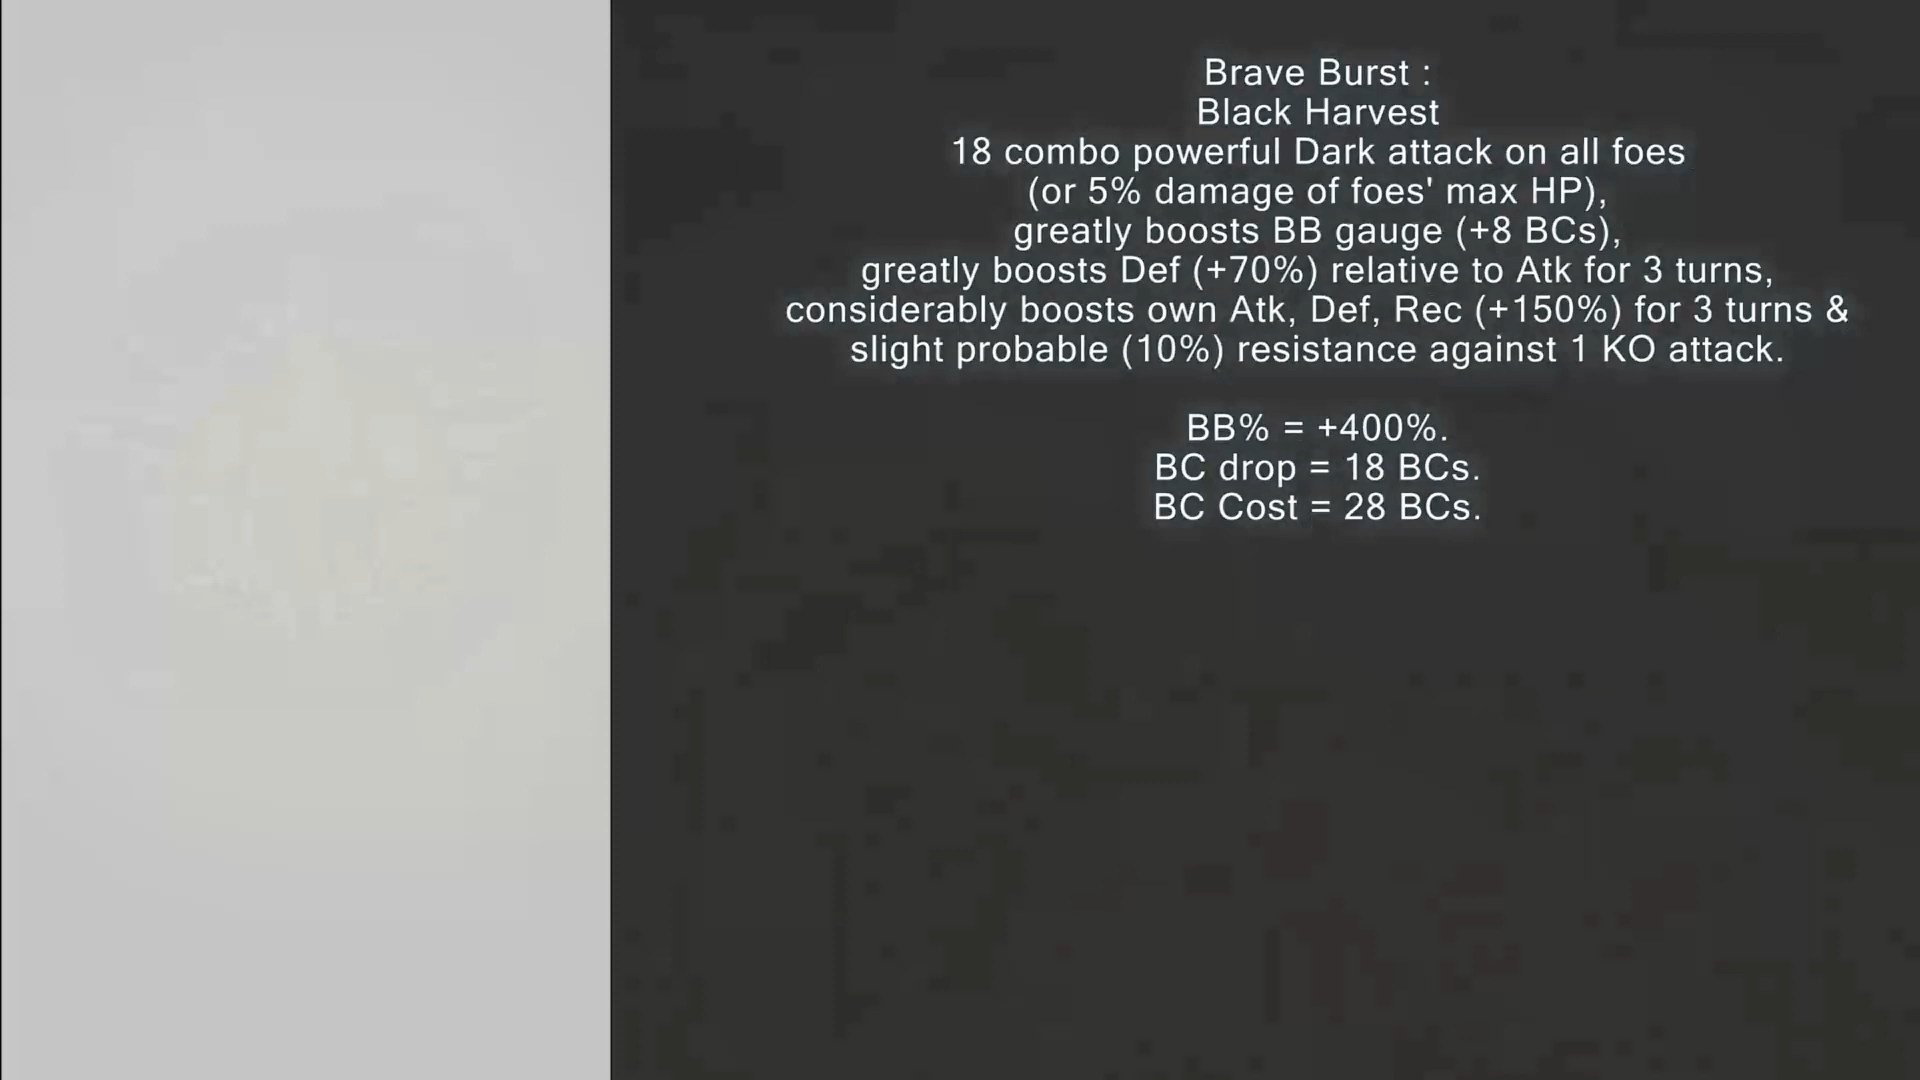 Brave Burst :
Black Harvest
18 combo powerful Dark attack on all foes
(or 5% damage of foes' max HP),
greatly boosts BB gauge (+8 BCs),
greatly boosts Def (+70%) relative to Atk for 3 turns,
considerably boosts own Atk, Def, Rec (+150%) for 3 turns &
slight probable (10%) resistance against 1 KO attack.
BB% = +400%.
BC drop = 18 BCs.
BC Cost = 28 BCs.